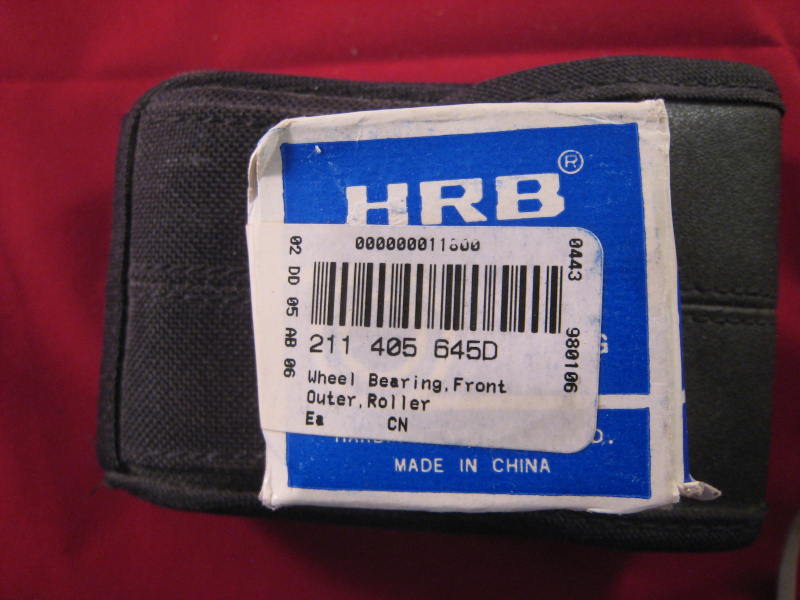 HRB ®
000000011800
02 DD 05 AB 06
0443 980106
211 405 645D
Wheel Bearing,Front
Outer,Roller
Ea CN
MADE IN CHINA